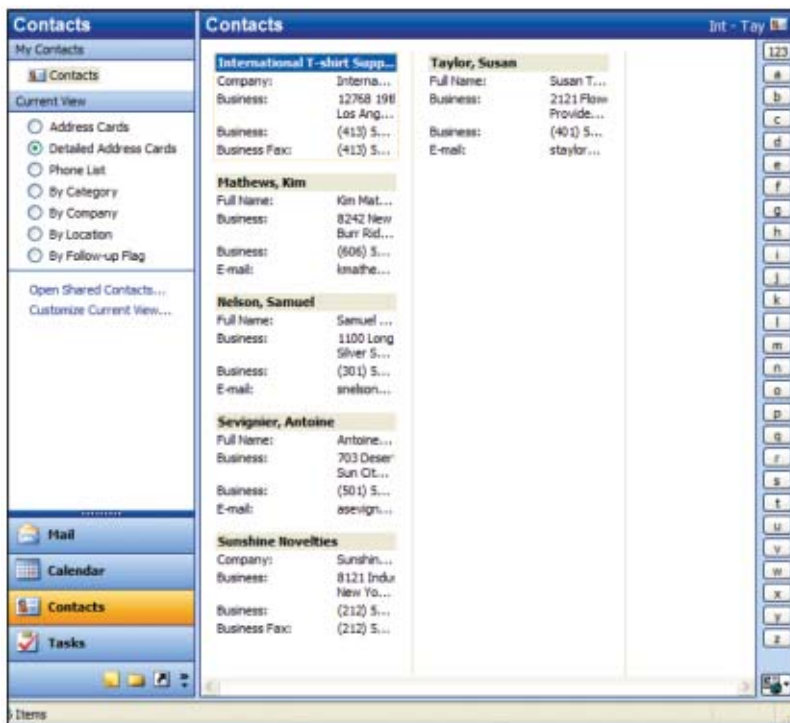 Contacts
My Contacts
Contacts
Current View
Address Cards
Detailed Address Cards
Phone List
By Category
By Company
By Location
By Follow-up Flag
Open Shared Contacts...
Customize Current View...
Mail
Calendar
Contacts
Tasks
Contacts Int - Tay
International T-shirt Supp...
Company: Interna...
Business: 12768 198
Los Ang...
Business: (413) 5...
Business Fax: (413) 5...
Mathews, Kim
Full Name: Kim Mat...
Business: 8242 New
Burr Rid...
Business: (606) 5...
E-mail: kmathe...
Nelson, Samuel
Full Name: Samuel ...
Business: 1100 Long
Silver S...
Business: (301) 5...
E-mail: snelson...
Sevignier, Antoine
Full Name: Antoine...
Business: 703 Deser
Sun Cit...
Business: (501) 5...
E-mail: asevign...
Sunshine Novelties
Company: Sunshin...
Business: 8121 Indu
New Yo...
Business: (212) 5...
Business Fax: (212) 5...
Taylor, Susan
Full Name: Susan T...
Business: 2121 Flow
Provide...
Business: (401) 5...
E-mail: staylor...
123
a
b
c
d
e
f
g
h
i
j
k
l
m
n
o
p
q
r
s
t
u
v
w
x
y
z
Items